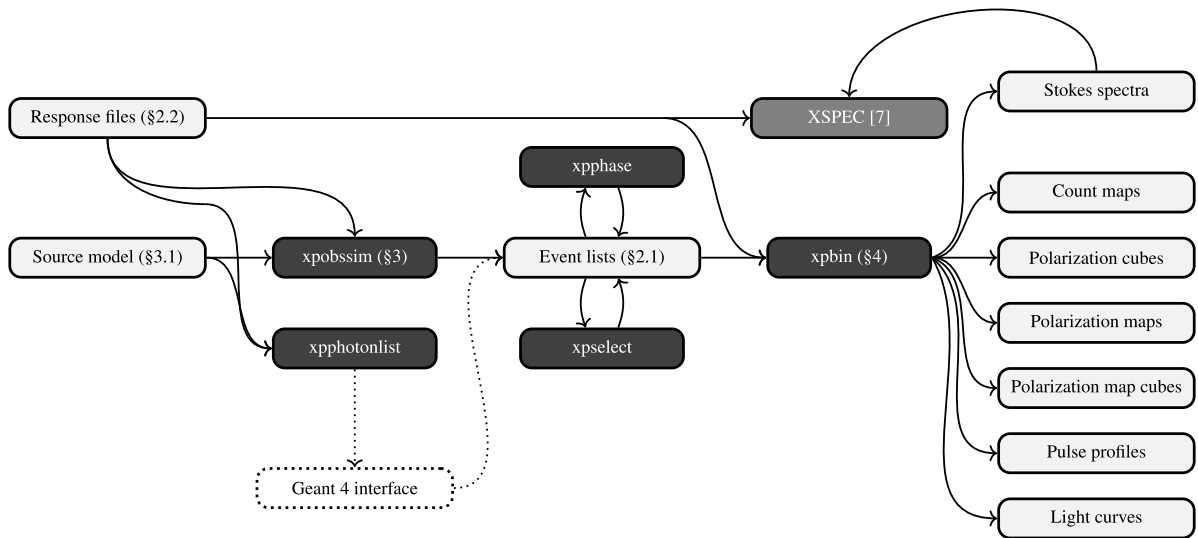 Stokes spectra
Response files (§2.2)
XSPEC [7]
xpphase
Count maps
Source model (§3.1)
xpobssim (§3)
Event lists (§2.1)
xpbin (§4)
Polarization cubes
Polarization maps
xpphotonlist
xpselect
Polarization map cubes
Pulse profiles
Geant 4 interface
Light curves